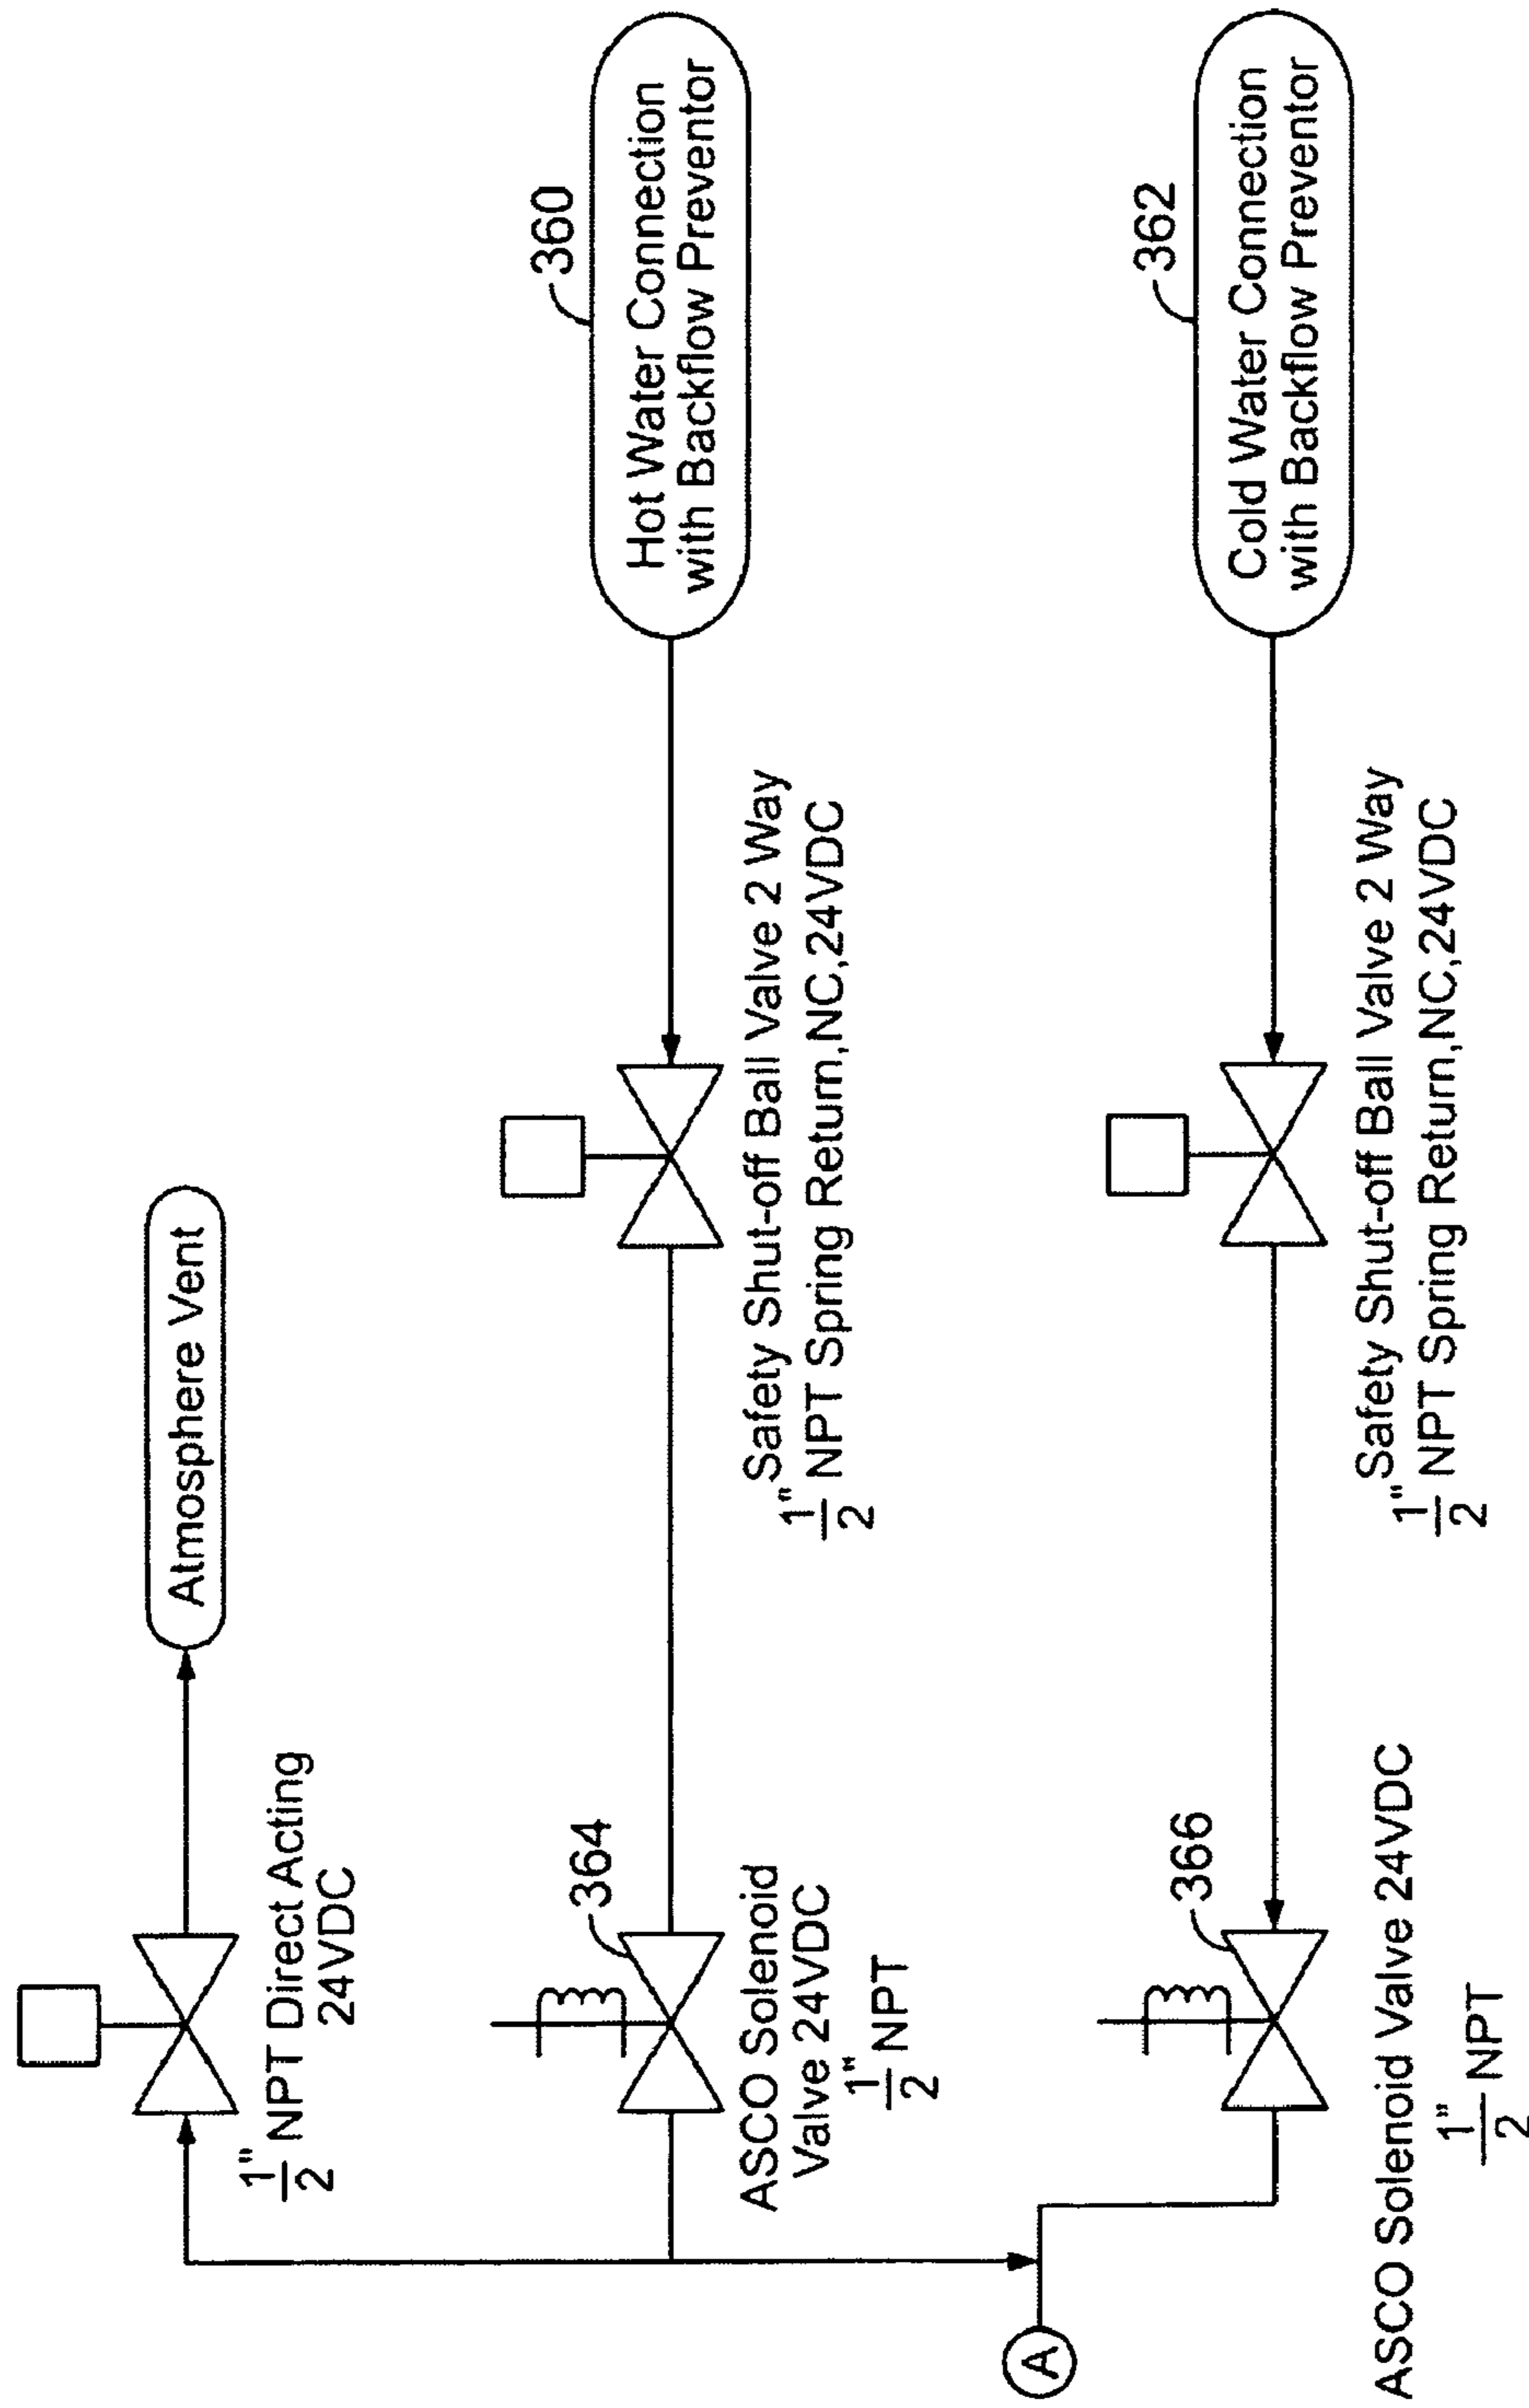 Atmosphere Vent
1" NPT Direct Acting
2
24VDC
360
Hot Water Connection
with Backflow Preventor
364
ASCO Solenoid
Valve 24VDC
1" NPT
2
Safety Shut-off Ball Valve 2 Way
1" NPT Spring Return,NC,24VDC
2
362
Cold Water Connection
with Backflow Preventor
A
366
ASCO Solenoid Valve 24VDC
1" NPT
2
Safety Shut-off Ball Valve 2 Way
1" NPT Spring Return,NC,24VDC
2